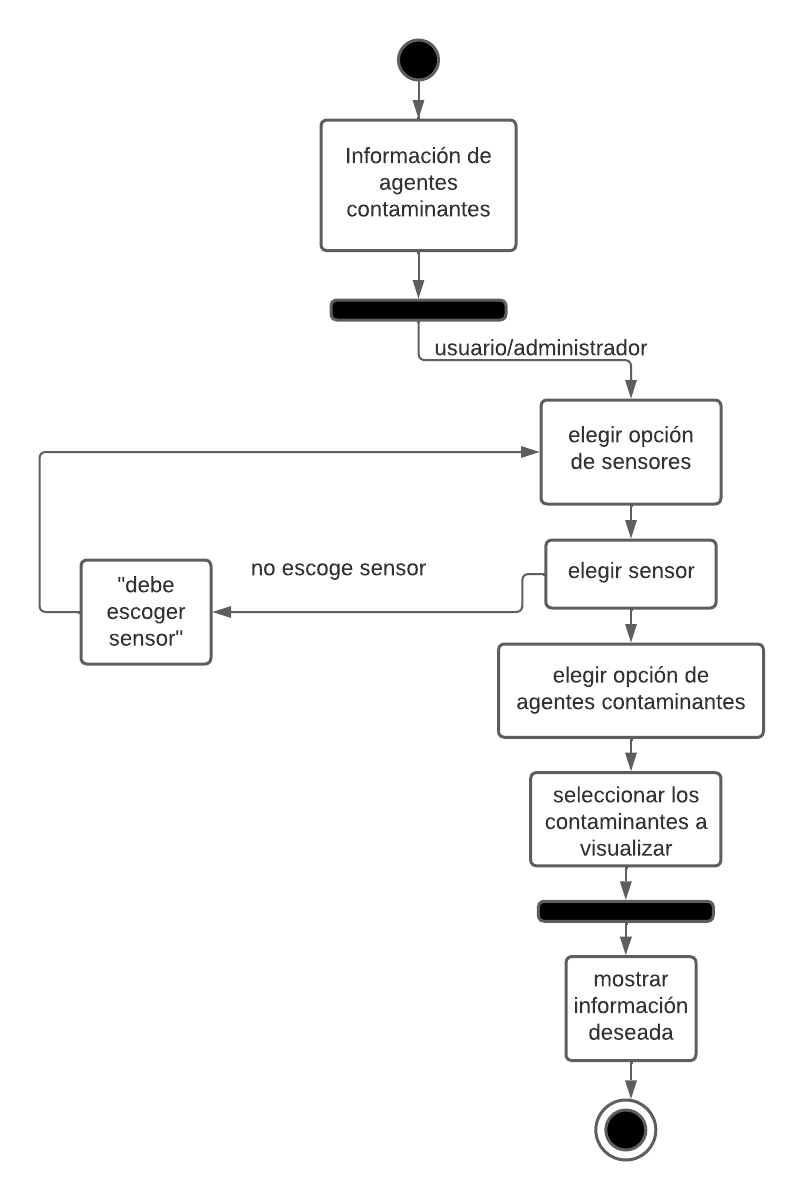 Información de
agentes
contaminantes
usuario/administrador
elegir opción
de sensores
elegir sensor
no escoge sensor
"debe
escoger
sensor"
elegir opción de
agentes contaminantes
seleccionar los
contaminantes a
visualizar
mostrar
información
deseada